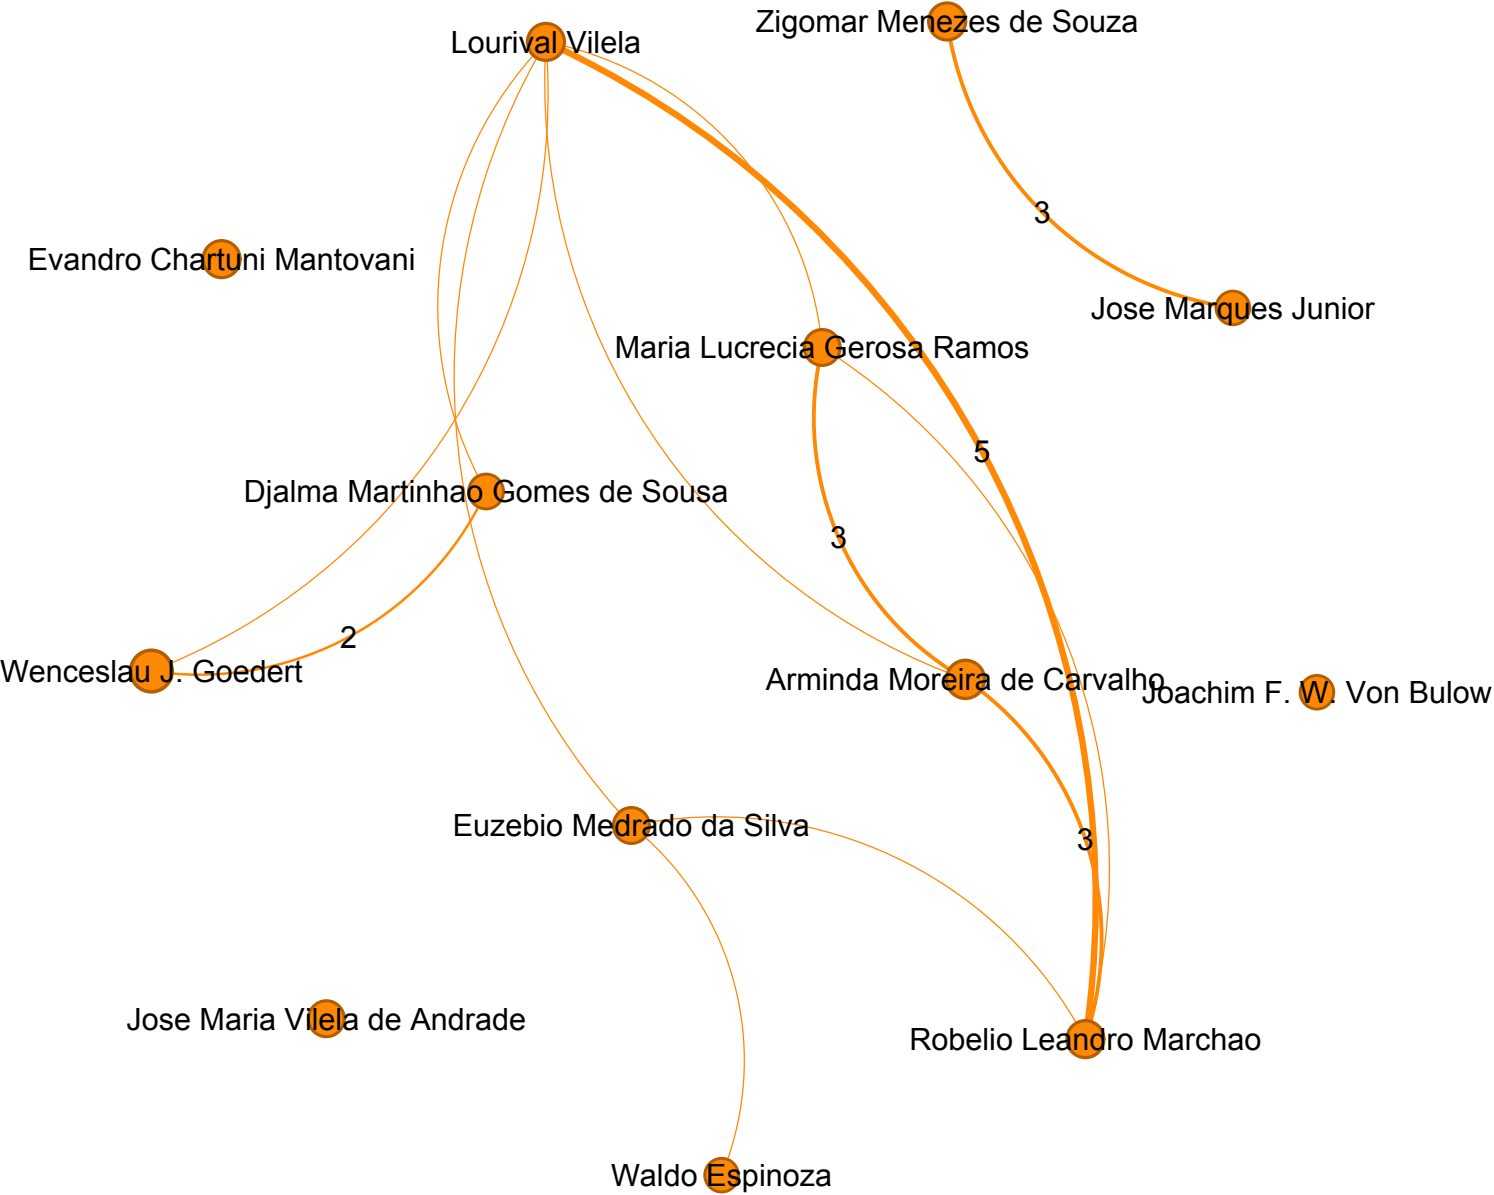 Zigomar Menezes de Souza
Lourival Vilela
3
Evandro Chartuni Mantovani
Jose Marques Junior
Maria Lucrecia Gerosa Ramos
5
Djalma Martinhao Gomes de Sousa
3
2
Wenceslau J. Goedert
Arminda Moreira de Carvalho
Joachim F. W. Von Bulow
Euzebio Medrado da Silva
3
Jose Maria Vilela de Andrade
Robelio Leandro Marchao
Waldo Espinoza